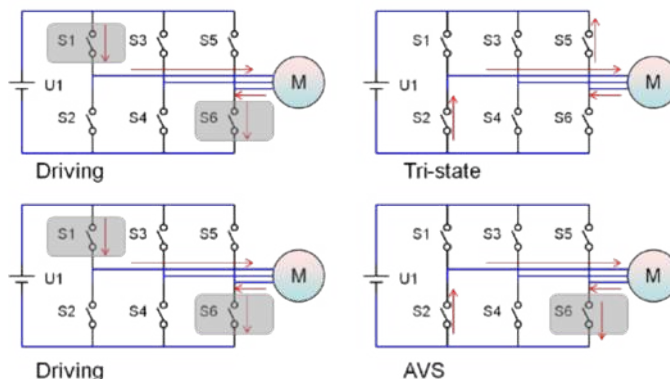 S1 S3 S5
U1 M
S2 S4 S6
Driving
S1 S3 S5
U1 M
S2 S4 S6
Tri-state
S1 S3 S5
U1 M
S2 S4 S6
Driving
S1 S3 S5
U1 M
S2 S4 S6
AVS